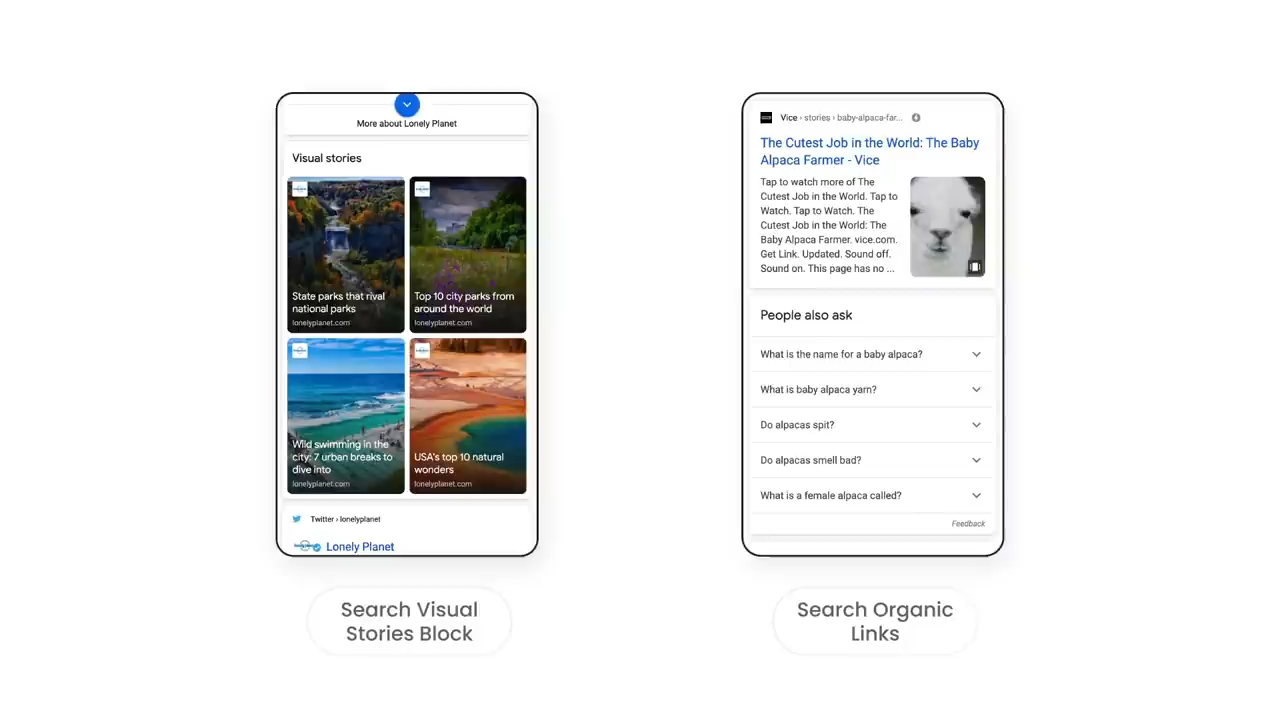 More about Lonely Planet
Visual stories
State parks that rival
national parks
lonelyplanet.com
Top 10 city parks from
around the world
lonelyplanet.com
Wild swimming in the
city: 7 urban breaks to
dive into
lonelyplanet.com
USA's top 10 natural
wonders
lonelyplanet.com
Twitter › lonelyplanet
Lonely Planet
Search Visual
Stories Block
Vice › stories › baby-alpaca-far...
The Cutest Job in the World: The Baby
Alpaca Farmer - Vice
Tap to watch more of The
Cutest Job in the World. Tap to
Watch. Tap to Watch. The
Cutest Job in the World: The
Baby Alpaca Farmer. vice.com.
Get Link. Updated. Sound off.
Sound on. This page has no ...
People also ask
What is the name for a baby alpaca?
What is baby alpaca yarn?
Do alpacas spit?
Do alpacas smell bad?
What is a female alpaca called?
Feedback
Search Organic
Links